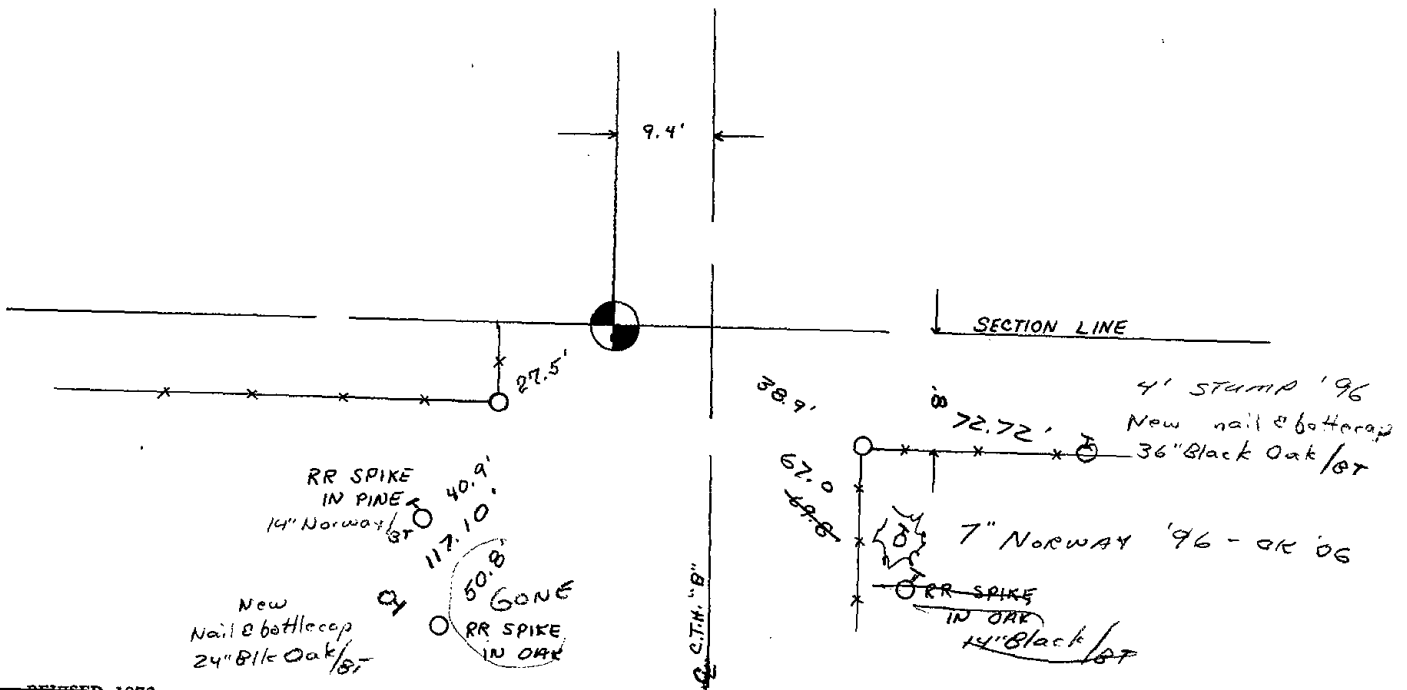 9.4'
SECTION LINE
27.5'
38.9'
72.72'
4' STUMP '96
New nail & bottlecap
36" Black Oak/BT
RR SPIKE
IN PINE
14" Norway/BT
40.9'
117.10'
67.0
69.8
7" NORWAY '96 - OK '06
50.8'
GONE
New
Nail & bottlecap
24" Blk Oak/BT
RR SPIKE
IN OAK
RR SPIKE
IN OAK
14" Black/BT
C.T.H. "B"
REVISED